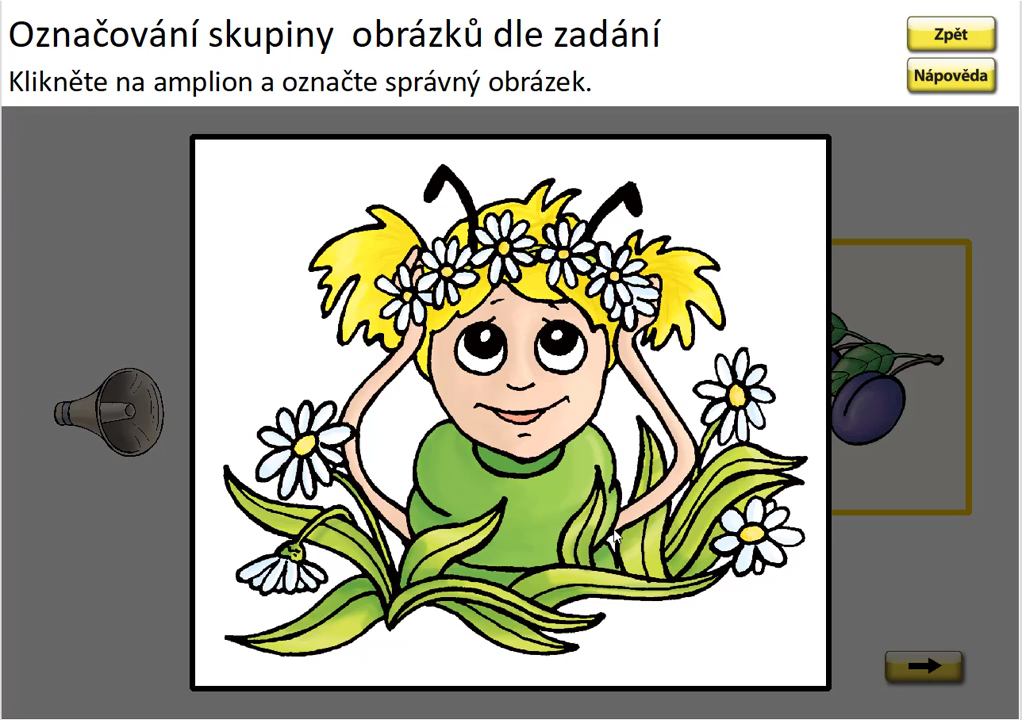 Označování skupiny  obrázků dle zadání
Zpět
Klikněte na amplion a označte správný obrázek.
Nápověda